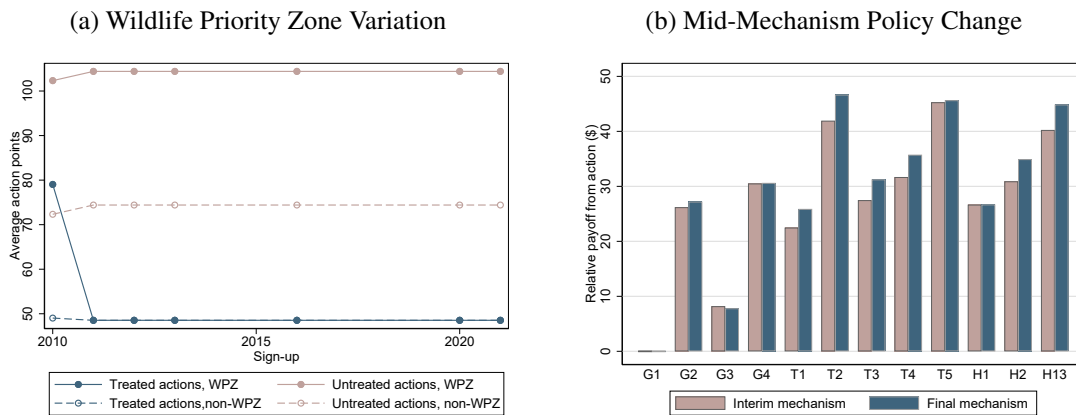 (a) Wildlife Priority Zone Variation
Average action points
100
90
80
70
60
50
2010
2015
2020
Sign-up
Treated actions, WPZ
Untreated actions, WPZ
Treated actions,non-WPZ
Untreated actions, non-WPZ
(b) Mid-Mechanism Policy Change
Relative payoff from action ($)
50
40
30
20
10
0
G1 G2 G3 G4 T1 T2 T3 T4 T5 H1 H2 H13
Interim mechanism
Final mechanism